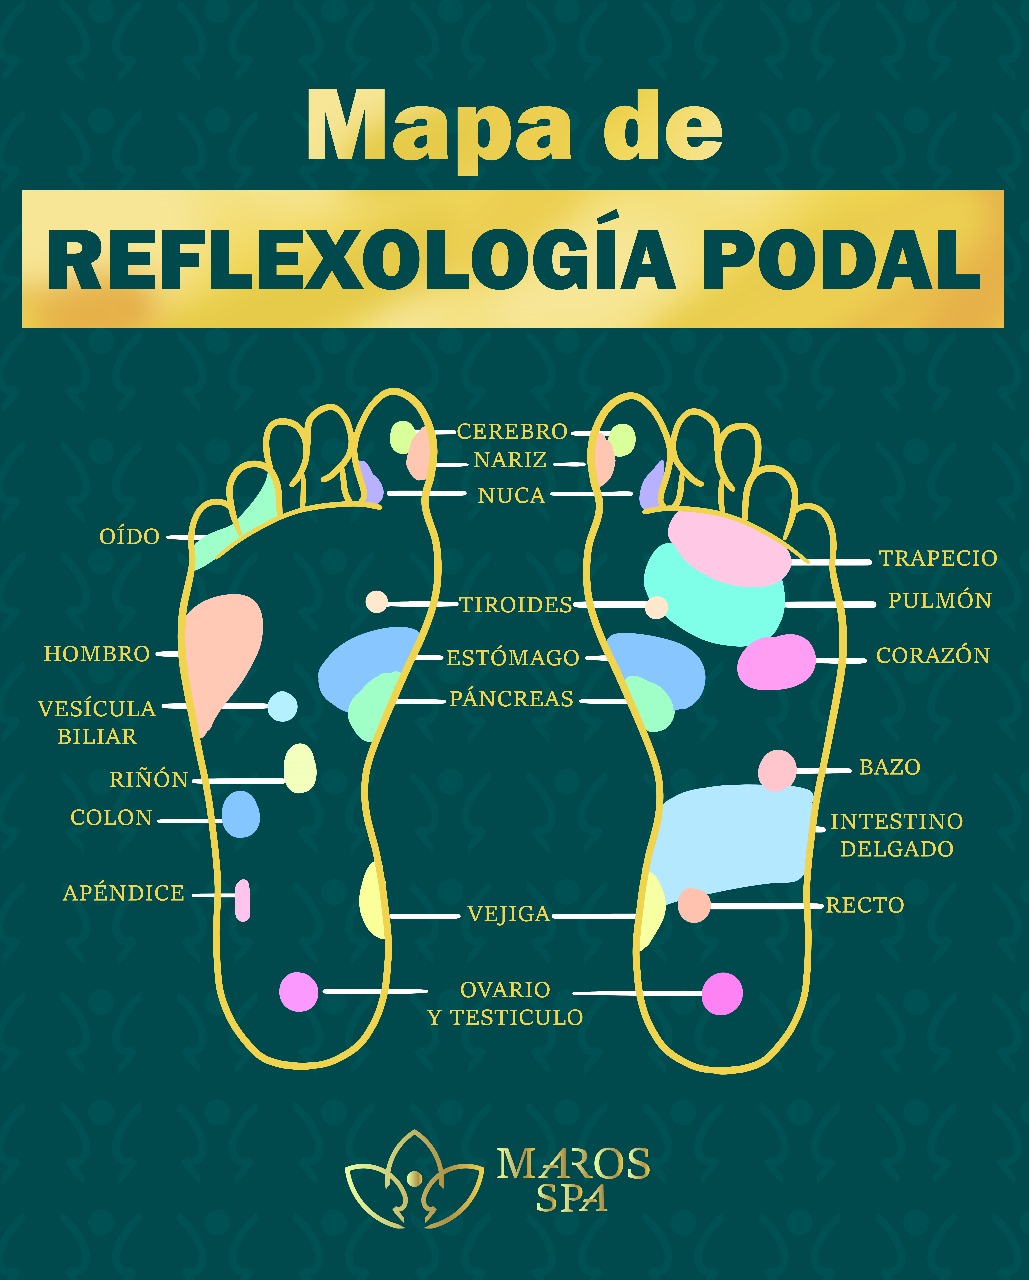 Mapa de
REFLEXOLOGÍA PODAL
CEREBRO
NARIZ
NUCA
OÍDO
TRAPECIO
PULMÓN
TIROIDES
HOMBRO
ESTÓMAGO
CORAZÓN
PÁNCREAS
VESÍCULA
BILIAR
RIÑÓN
BAZO
COLON
INTESTINO
DELGADO
APÉNDICE
RECTO
VEJIGA
OVARIO
Y TESTICULO
MAROS
SPA